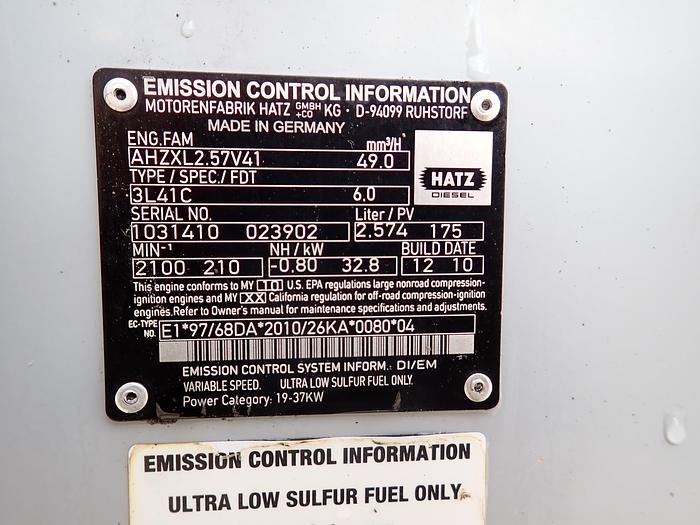 EMISSION CONTROL INFORMATION
MOTORENFABRIK HATZ GMBH +CO KG · D-94099 RUHSTORF
MADE IN GERMANY
ENG.FAM mm³/H
AHZXL2.57V41 49.0
TYPE / SPEC./ FDT
3L41C 6.0
HATZ
DIESEL
SERIAL NO. Liter / PV
1031410 023902 2.574 175
MIN⁻¹ NH / kW BUILD DATE
2100 210 -0.80 32.8 12 10
This engine conforms to MY 10 U.S. EPA regulations large nonroad compression-
ignition engines and MY XX California regulation for off-road compression-ignition
engines.Refer to Owner's manual for maintenance specifications and adjustments.
EC-TYPE NO. E1*97/68DA*2010/26KA*0080*04
EMISSION CONTROL SYSTEM INFORM. DI/EM
VARIABLE SPEED. ULTRA LOW SULFUR FUEL ONLY.
Power Category: 19-37KW
EMISSION CONTROL INFORMATION
ULTRA LOW SULFUR FUEL ONLY